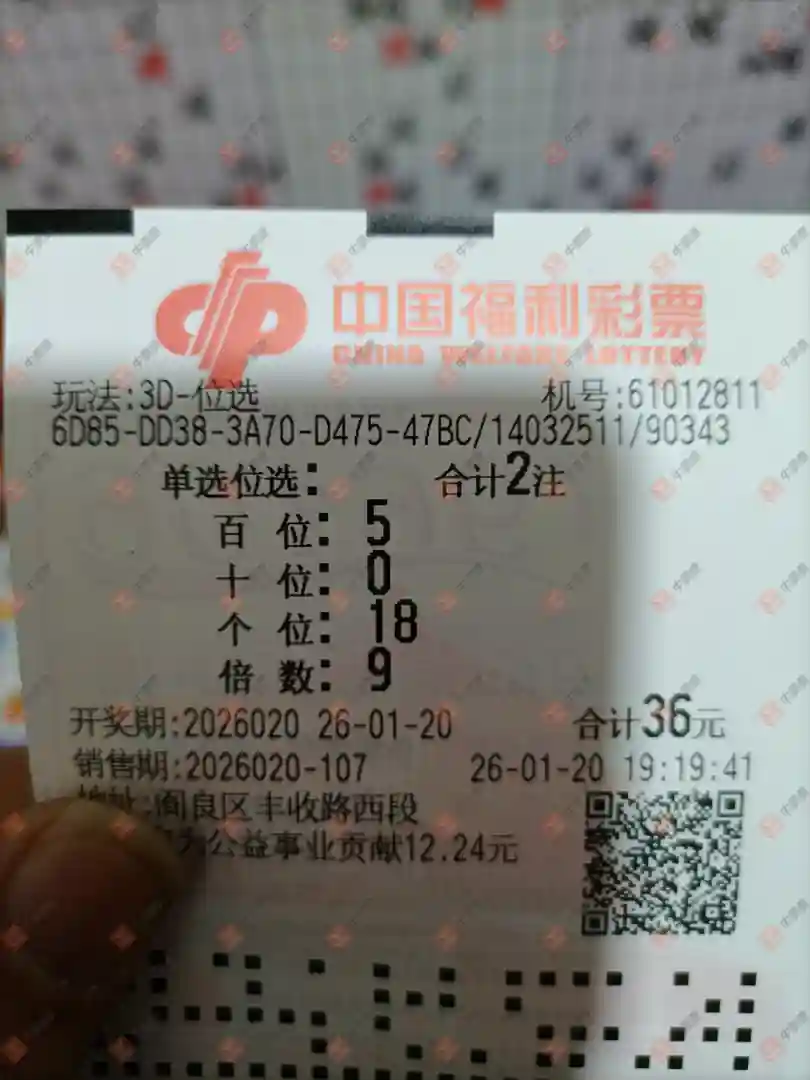 中国福利彩票
CHINA WELFARE LOTTERY
玩法:3D-位选 机号:61012811
6D85-DD38-3A70-D475-47BC/14032511/90343
单选位选: 合计2注
百 位: 5
十 位: 0
个 位: 18
倍 数: 9
开奖期:2026020 26-01-20 合计36元
销售期:2026020-107 26-01-20 19:19:41
地址:阎良区丰收路西段
为公益事业贡献12.24元